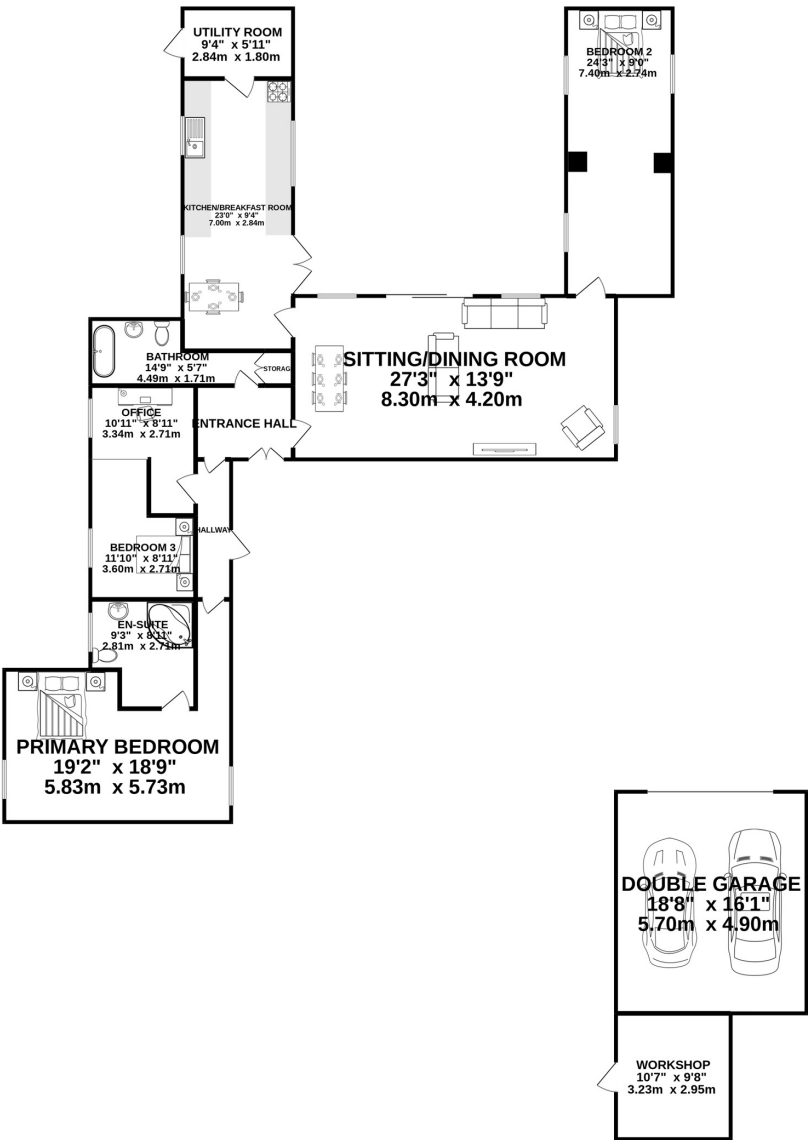 UTILITY ROOM
9'4" x 5'11"
2.84m x 1.80m
BEDROOM 2
24'3" x 9'0"
7.40m x 2.74m
KITCHEN/BREAKFAST ROOM
23'0" x 9'4"
7.00m x 2.84m
BATHROOM
14'9" x 5'7"
4.49m x 1.71m
STORAG
SITTING/DINING ROOM
27'3" x 13'9"
8.30m x 4.20m
OFFICE
10'11" x 8'11"
3.34m x 2.71m
ENTRANCE HALL
HALLWAY
BEDROOM 3
11'10" x 8'11"
3.60m x 2.71m
EN-SUITE
9'3" x 8'11"
2.81m x 2.71m
PRIMARY BEDROOM
19'2" x 18'9"
5.83m x 5.73m
DOUBLE GARAGE
18'8" x 16'1"
5.70m x 4.90m
WORKSHOP
10'7" x 9'8"
3.23m x 2.95m